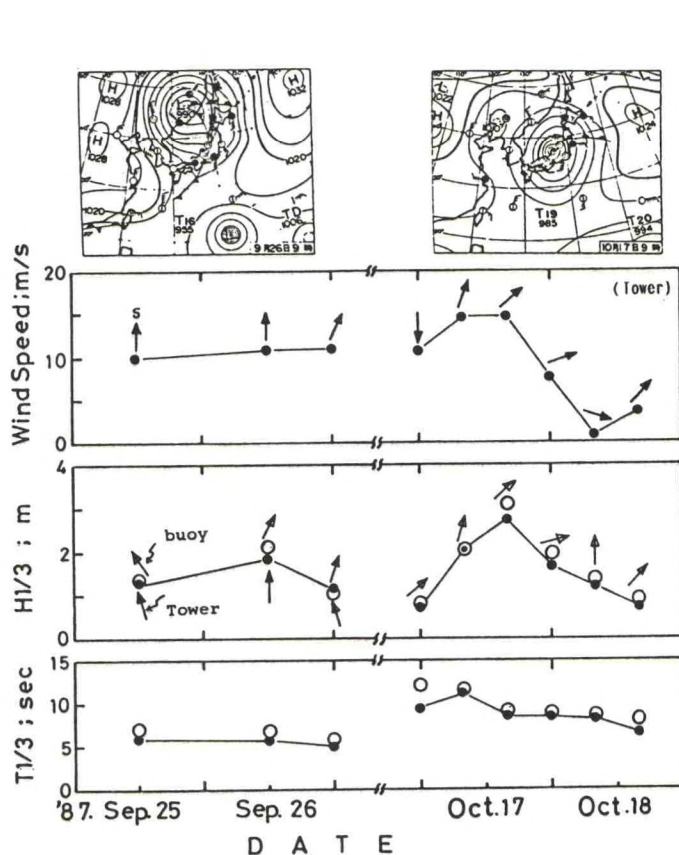 H
1028
H
1032
H
1028
990
1020
1020
T16
955
TD
1006
9月26日9時
H
1024
T19
985
T20
994
10月17日9時
Wind Speed;m/s
20
10
0
S
(Tower)
H1/3 ; m
4
2
0
buoy
Tower
T1/3 ; sec
15
10
5
0
'87. Sep.25
Sep. 26
Oct.17
Oct.18
D A T E